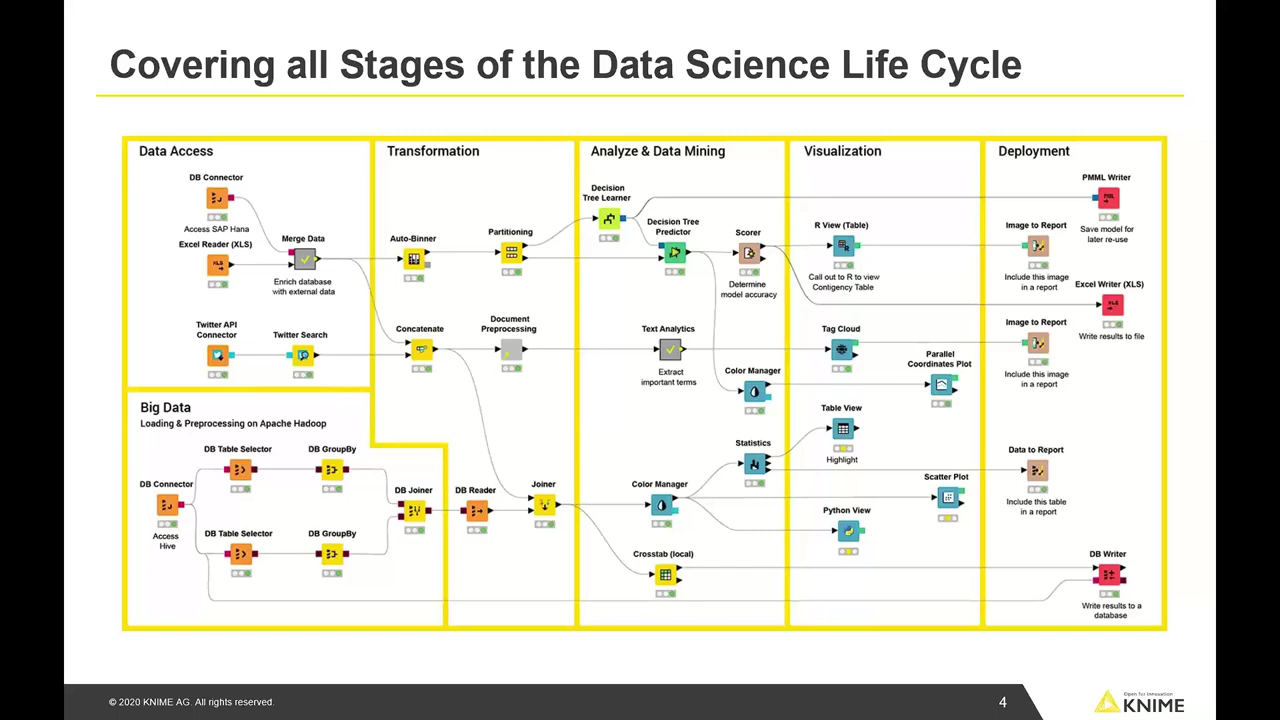 Covering all Stages of the Data Science Life Cycle
Data Access
DB Connector
Access SAP Hana
Excel Reader (XLS)
XLS
Merge Data
Enrich database
with external data
Twitter API
Connector
Twitter Search
Big Data
Loading & Preprocessing on Apache Hadoop
DB Table Selector
DB GroupBy
DB Connector
Access
Hive
DB Joiner
DB Table Selector
DB GroupBy
Transformation
Auto-Binner
Partitioning
Concatenate
Document
Preprocessing
DB Reader
Joiner
Analyze & Data Mining
Decision
Tree Learner
Decision Tree
Predictor
Scorer
Determine
model accuracy
Text Analytics
Extract
important terms
Color Manager
Statistics
Color Manager
Crosstab (local)
Visualization
R View (Table)
R
Call out to R to view
Contigency Table
Tag Cloud
Parallel
Coordinates Plot
Table View
Highlight
Scatter Plot
Python View
Deployment
PMML Writer
Save model for
later re-use
Image to Report
Include this image
in a report
Excel Writer (XLS)
XLS
Write results to file
Image to Report
Include this image
in a report
Data to Report
Include this table
in a report
DB Writer
Write results to a
database
© 2020 KNIME AG. All rights reserved.
4
Open for Innovation
KNIME